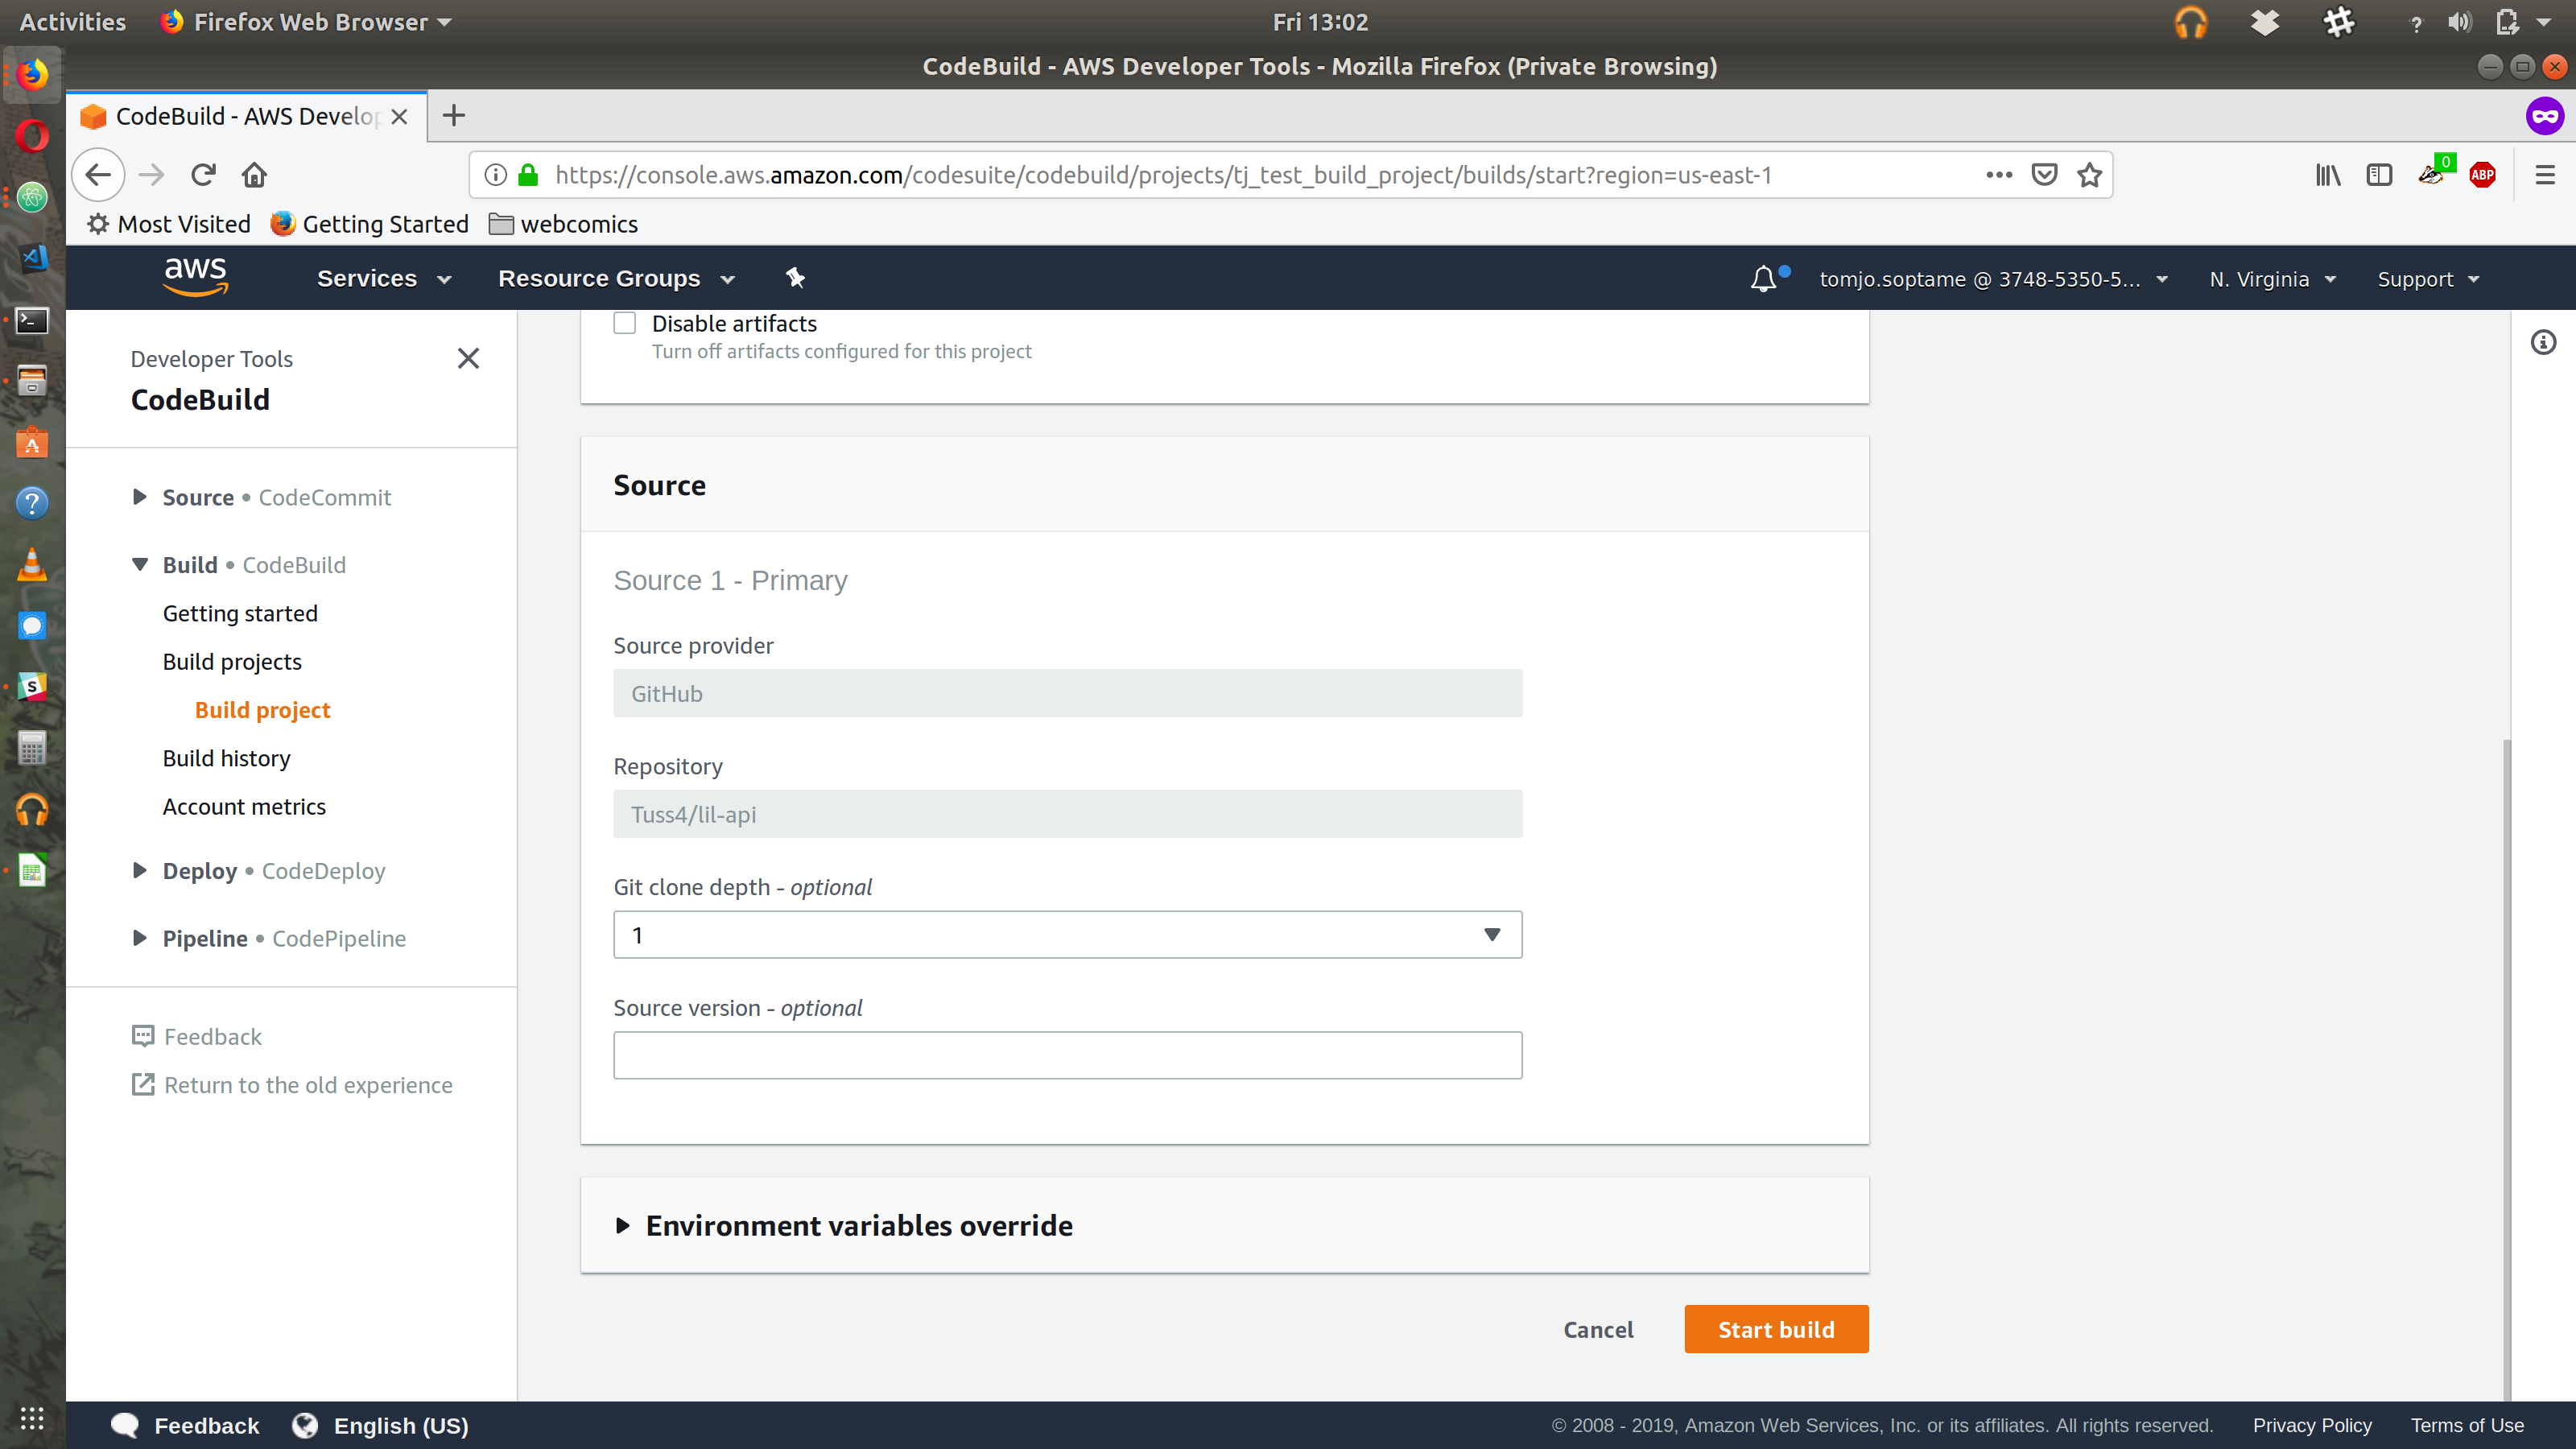 Activities Firefox Web Browser Fri 13:02
CodeBuild - AWS Developer Tools - Mozilla Firefox (Private Browsing)
CodeBuild - AWS Develop
https://console.aws.amazon.com/codesuite/codebuild/projects/tj_test_build_project/builds/start?region=us-east-1
0
ABP
Most Visited Getting Started webcomics
aws Services Resource Groups tomjo.soptame @ 3748-5350-5... N. Virginia Support
Developer Tools
CodeBuild
Source • CodeCommit
Build • CodeBuild
Getting started
Build projects
Build project
Build history
Account metrics
Deploy • CodeDeploy
Pipeline • CodePipeline
Feedback
Return to the old experience
Disable artifacts
Turn off artifacts configured for this project
Source
Source 1 - Primary
Source provider
GitHub
Repository
Tuss4/lil-api
Git clone depth - optional
1
Source version - optional
Environment variables override
Cancel Start build
Feedback English (US) © 2008 - 2019, Amazon Web Services, Inc. or its affiliates. All rights reserved. Privacy Policy Terms of Use